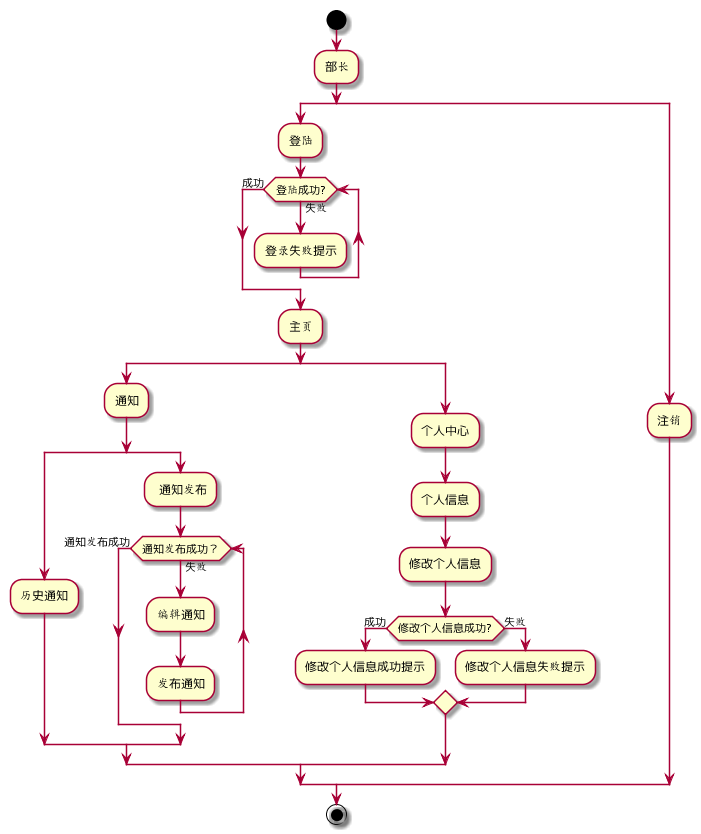 部长
登陆
成功
登陆成功?
失败
登录失败提示
主页
通知
个人中心
注销
通知发布
个人信息
通知发布成功
通知发布成功？
失败
修改个人信息
历史通知
编辑通知
成功
修改个人信息成功?
失败
发布通知
修改个人信息成功提示
修改个人信息失败提示